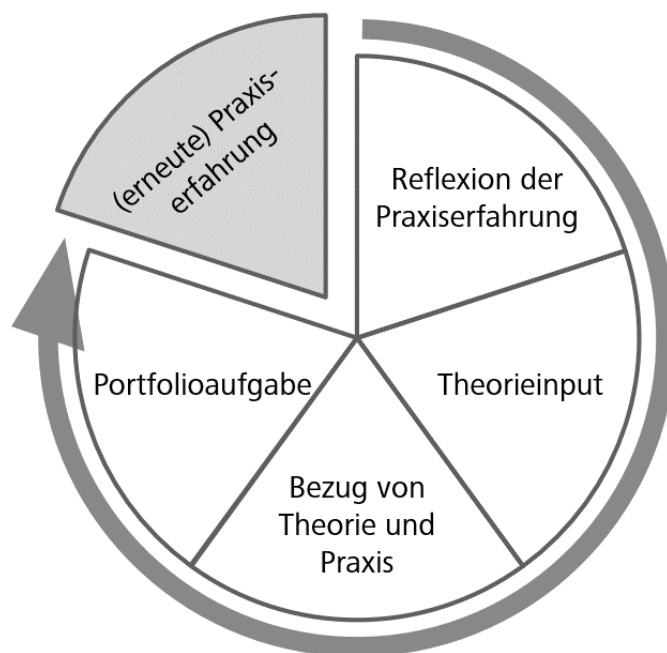 (erneute) Praxis-
erfahrung
Reflexion der
Praxiserfahrung
Theorieinput
Bezug von
Theorie und
Praxis
Portfolioaufgabe